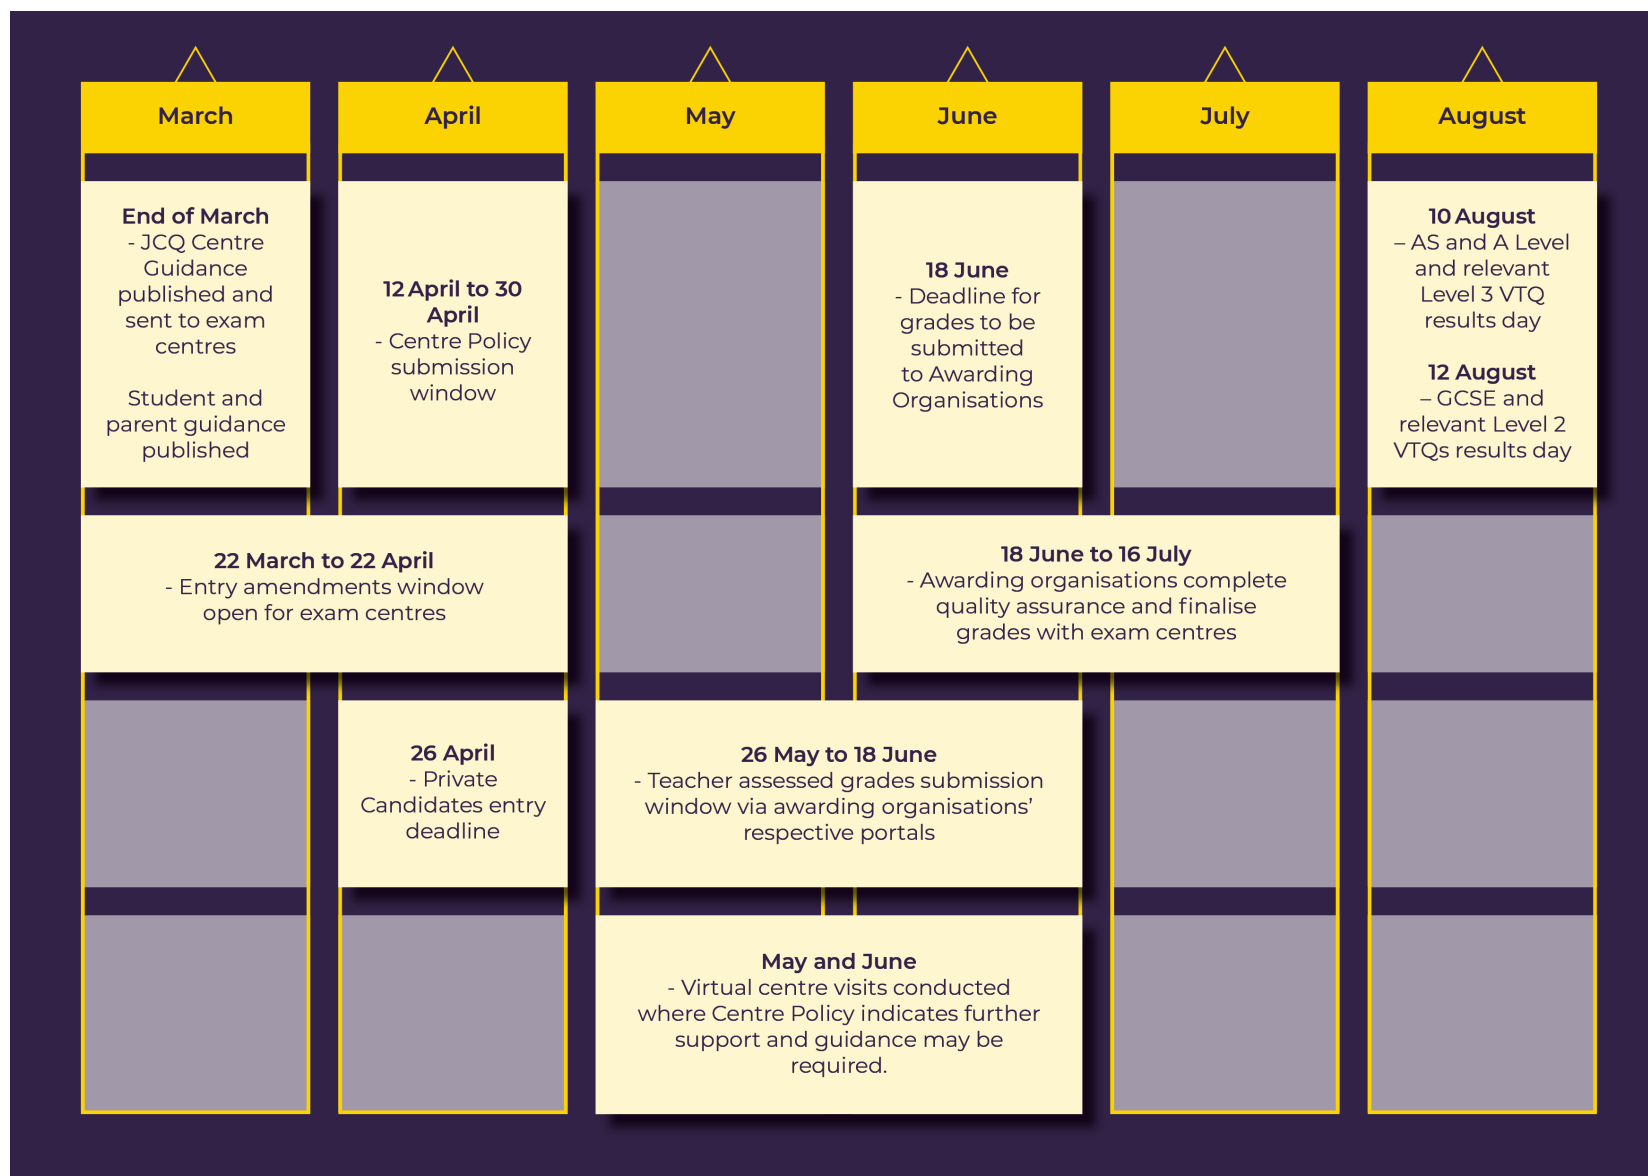 March
April
May
June
July
August
End of March
- JCQ Centre
Guidance
published and
sent to exam
centres
Student and
parent guidance
published
12 April to 30
April
- Centre Policy
submission
window
18 June
- Deadline for
grades to be
submitted
to Awarding
Organisations
10 August
– AS and A Level
and relevant
Level 3 VTQ
results day
12 August
– GCSE and
relevant Level 2
VTQs results day
22 March to 22 April
- Entry amendments window
open for exam centres
18 June to 16 July
- Awarding organisations complete
quality assurance and finalise
grades with exam centres
26 April
- Private
Candidates entry
deadline
26 May to 18 June
- Teacher assessed grades submission
window via awarding organisations’
respective portals
May and June
- Virtual centre visits conducted
where Centre Policy indicates further
support and guidance may be
required.